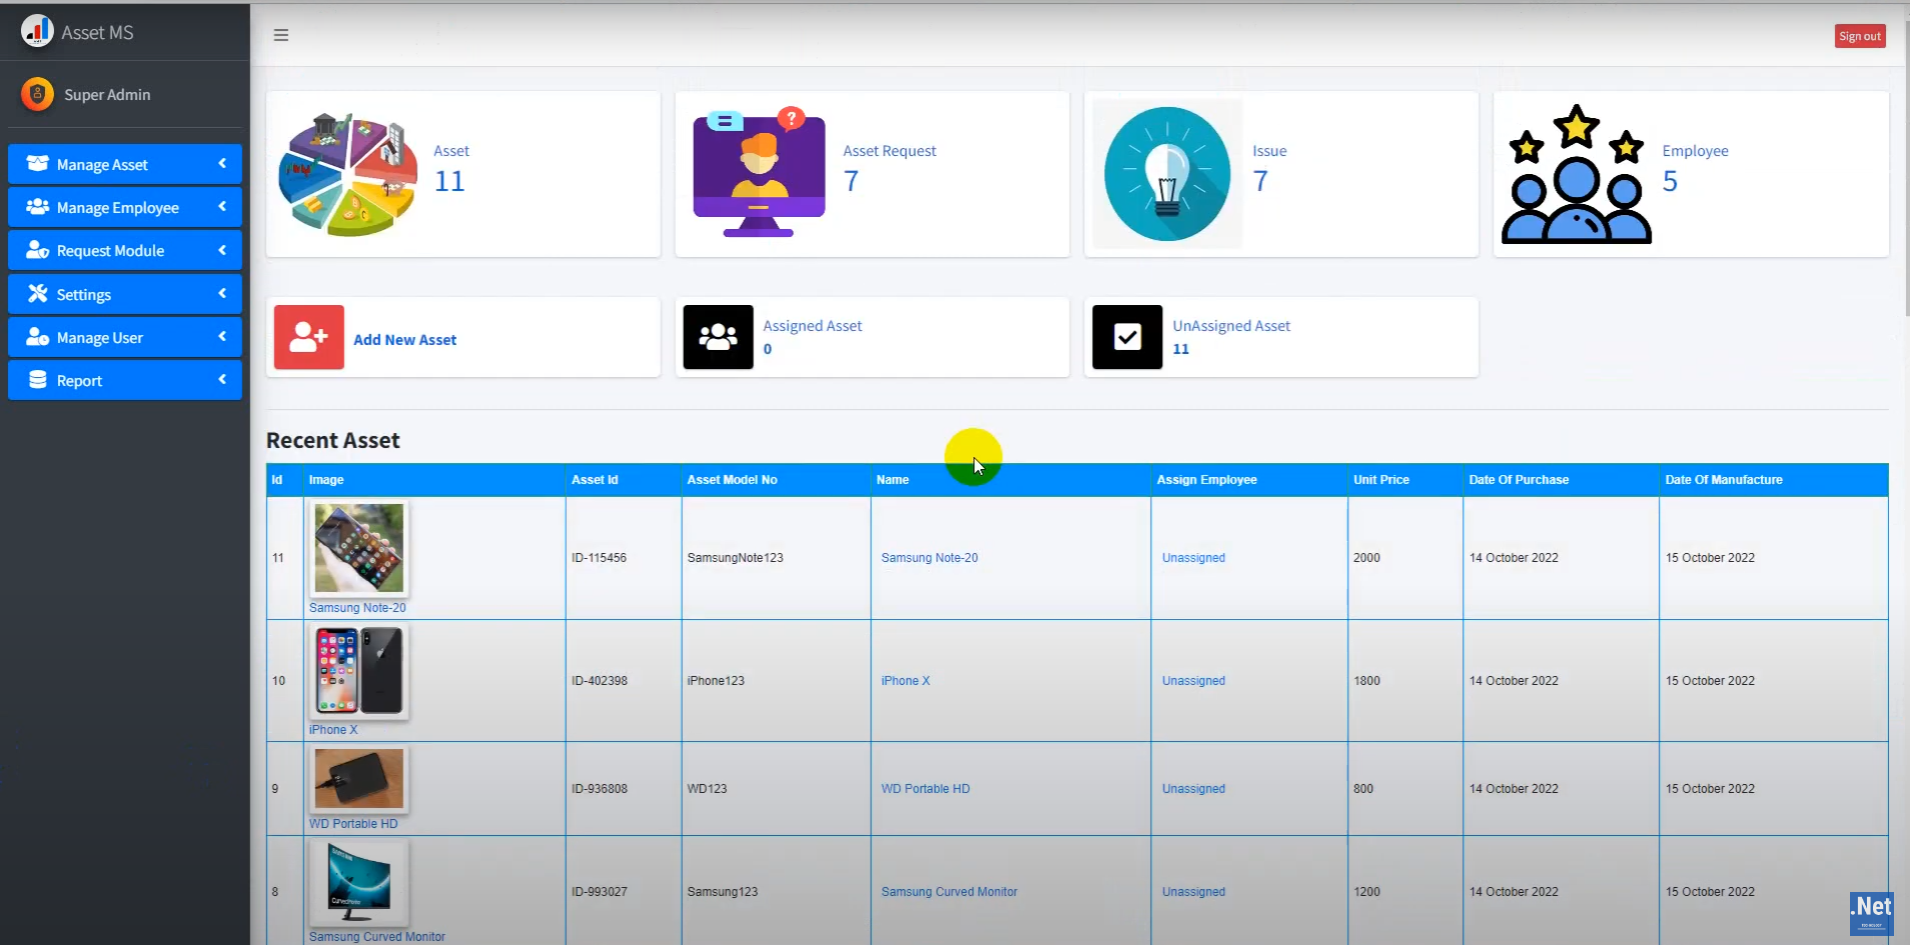 Asset MS
Sign out
Super Admin
Manage Asset
Manage Employee
Request Module
Settings
Manage User
Report
Asset
11
Asset Request
7
Issue
7
Employee
5
Add New Asset
Assigned Asset
0
UnAssigned Asset
11
Recent Asset
Id Image Asset Id Asset Model No Name Assign Employee Unit Price Date Of Purchase Date Of Manufacture
11 ID-115456 SamsungNote123 Samsung Note-20 Unassigned 2000 14 October 2022 15 October 2022
Samsung Note-20
10 ID-402398 iPhone123 iPhone X Unassigned 1800 14 October 2022 15 October 2022
iPhone X
9 ID-936808 WD123 WD Portable HD Unassigned 800 14 October 2022 15 October 2022
WD Portable HD
8 ID-993027 Samsung123 Samsung Curved Monitor Unassigned 1200 14 October 2022 15 October 2022
Samsung Curved Monitor
.Net